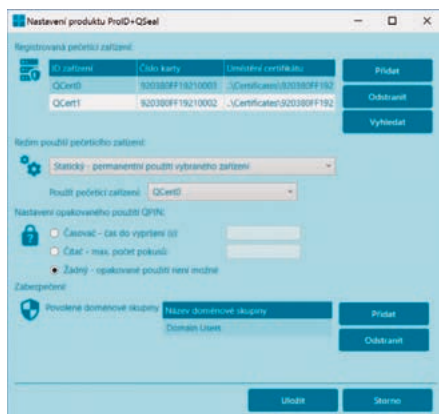 Nastavení produktu ProID+QSeal
Registrovaná pečeticí zařízení:
ID zařízení Číslo karty Umístění certifikátu
QCert0 920380FF19210003 ..\Certificates\920380FF192
QCert1 920380FF19210002 ..\Certificates\920380FF192
Přidat
Odstranit
Vyhledat
Režim použití pečeticího zařízení:
Statický - permanentní použití vybraného zařízení
Použít pečeticí zařízení: QCert0
Nastavení opakovaného použití QPIN:
Časovač - čas do vypršení (s):
Čítač - max. počet pokusů:
Žádný - opakované použití není možné
Zabezpečení
Povolené doménové skupiny Název doménové skupiny
Domain Users
Přidat
Odstranit
Uložit Storno